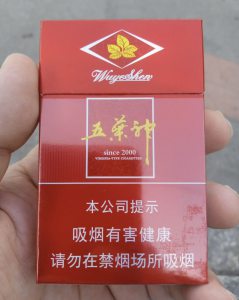 WuyeShen
五葉神
since 2000
VIRGINIA-TYPE CIGARETTES
本公司提示
吸烟有害健康
请勿在禁烟场所吸烟